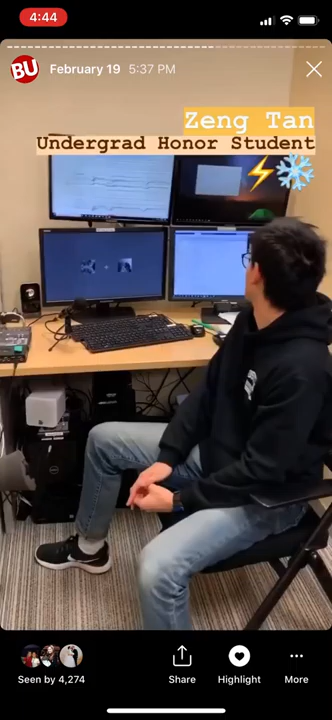 4:44
BU
February 19 5:37 PM
Zeng Tan
Undergrad Honor Student
Seen by 4,274
Share
Highlight
More